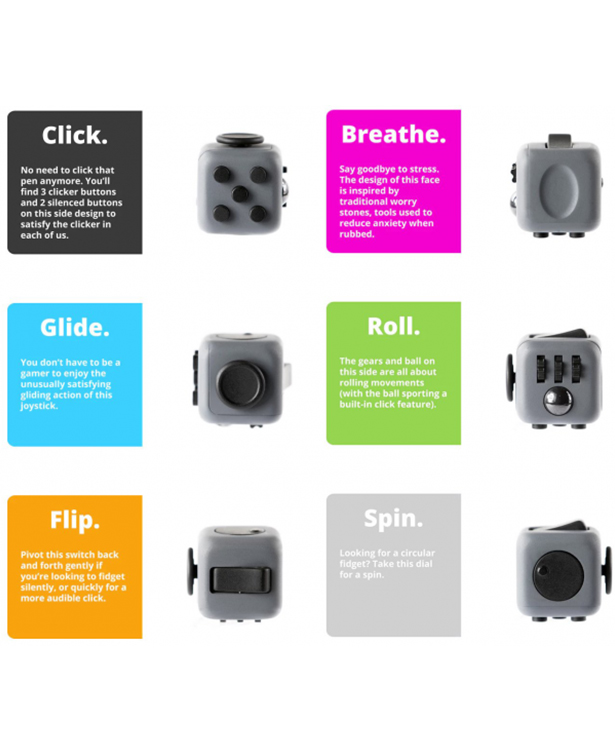 Click.
No need to click that
pen anymore. You'll
find 3 clicker buttons
and 2 silenced buttons
on this side design to
satisfy the clicker in
each of us.
Breathe.
Say goodbye to stress.
The design of this face
is inspired by
traditional worry
stones, tools used to
reduce anxiety when
rubbed.
Glide.
You don't have to be a
gamer to enjoy the
unusually satisfying
gliding action of this
joystick.
Roll.
The gears and ball on
this side are all about
rolling movements
(with the ball sporting a
built-in click feature).
Flip.
Pivot this switch back
and forth gently if
you're looking to fidget
silently, or quickly for a
more audible click.
Spin.
Looking for a circular
fidget? Take this dial
for a spin.